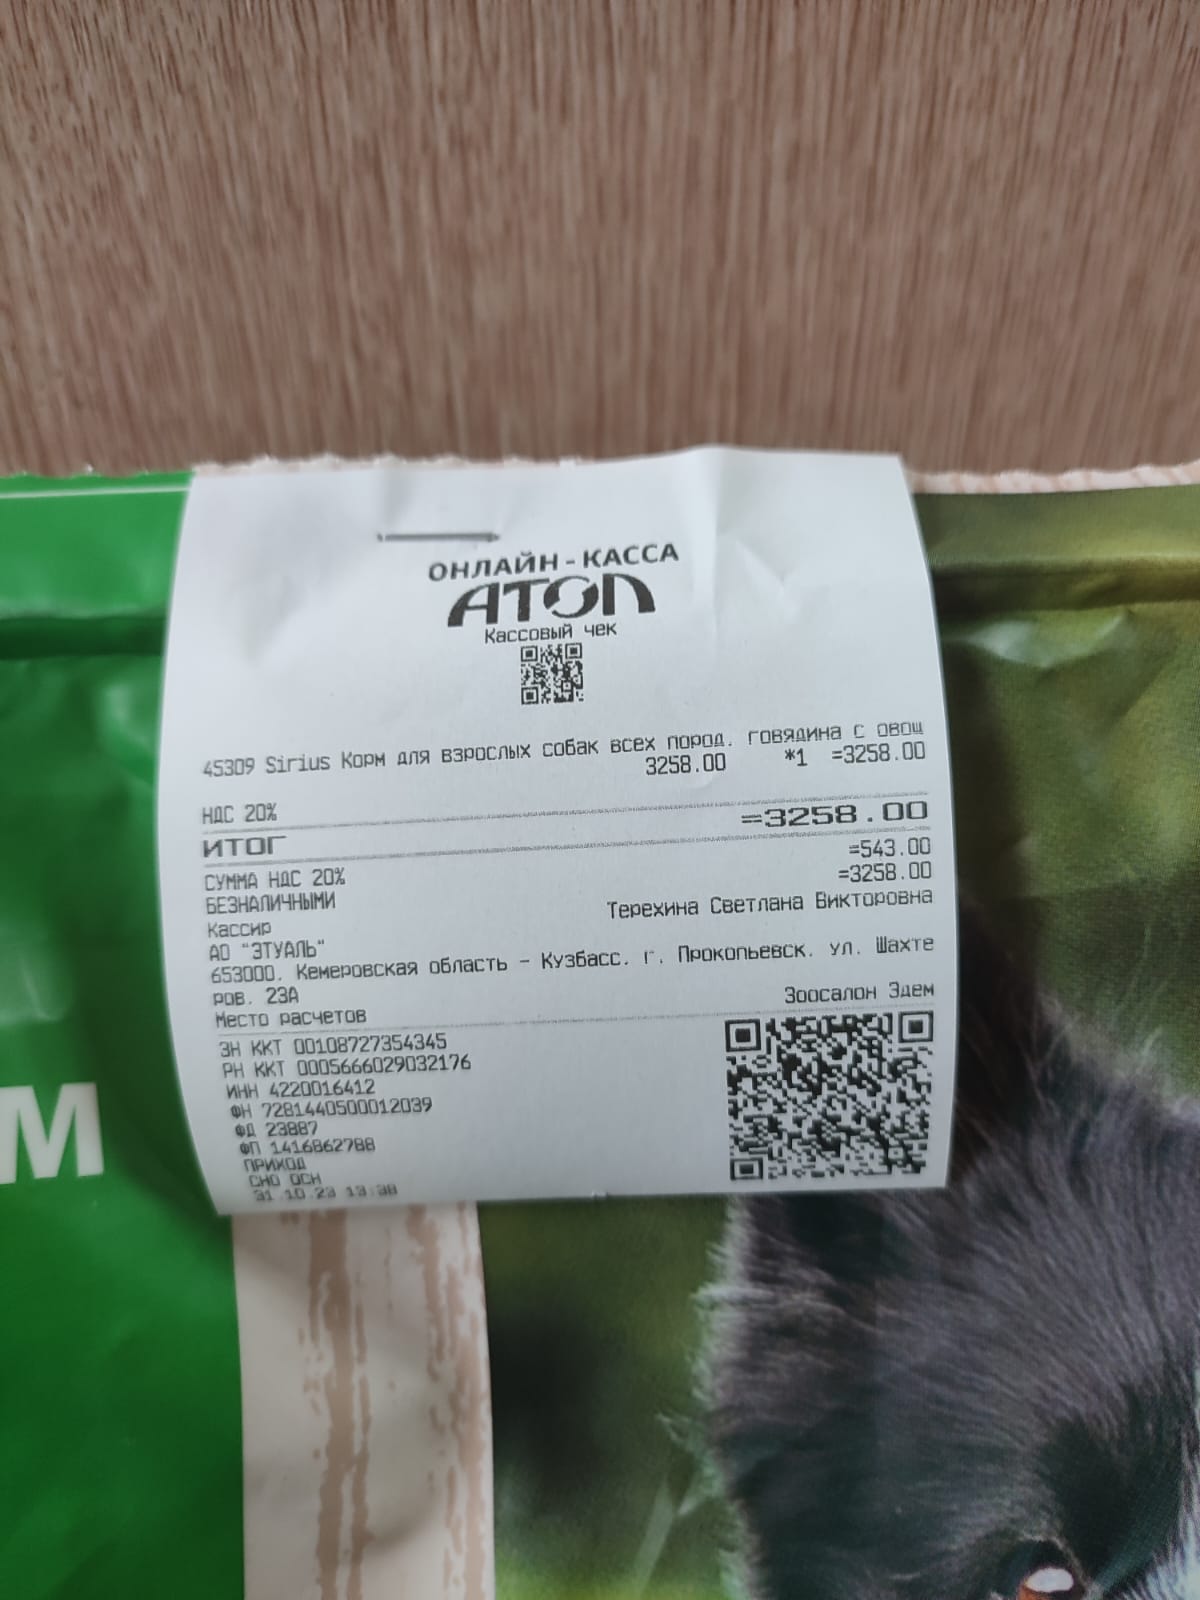 ОНЛАЙН-КАССА
АТОЛ
Кассовый чек
45309 Sirius Корм для взрослых собак всех пород. говядина с овощ
3258.00 *1 =3258.00
НДС 20%
ИТОГ =3258.00
СУММА НДС 20% =543.00
БЕЗНАЛИЧНЫМИ =3258.00
Кассир Терехина Светлана Викторовна
АО "ЭТУАЛЬ"
653000. Кемеровская область - Кузбасс. г. Прокопьевск. ул. Шахте
ров. 23А
Место расчетов Зоосалон Эдем
ЗН ККТ 00108727354345
РН ККТ 0005666029032176
ИНН 4220016412
ФН 7281440500012039
ФД 23887
ФП 1416862788
ПРИХОД
СНО ОСН
31.10.23 13:38
М